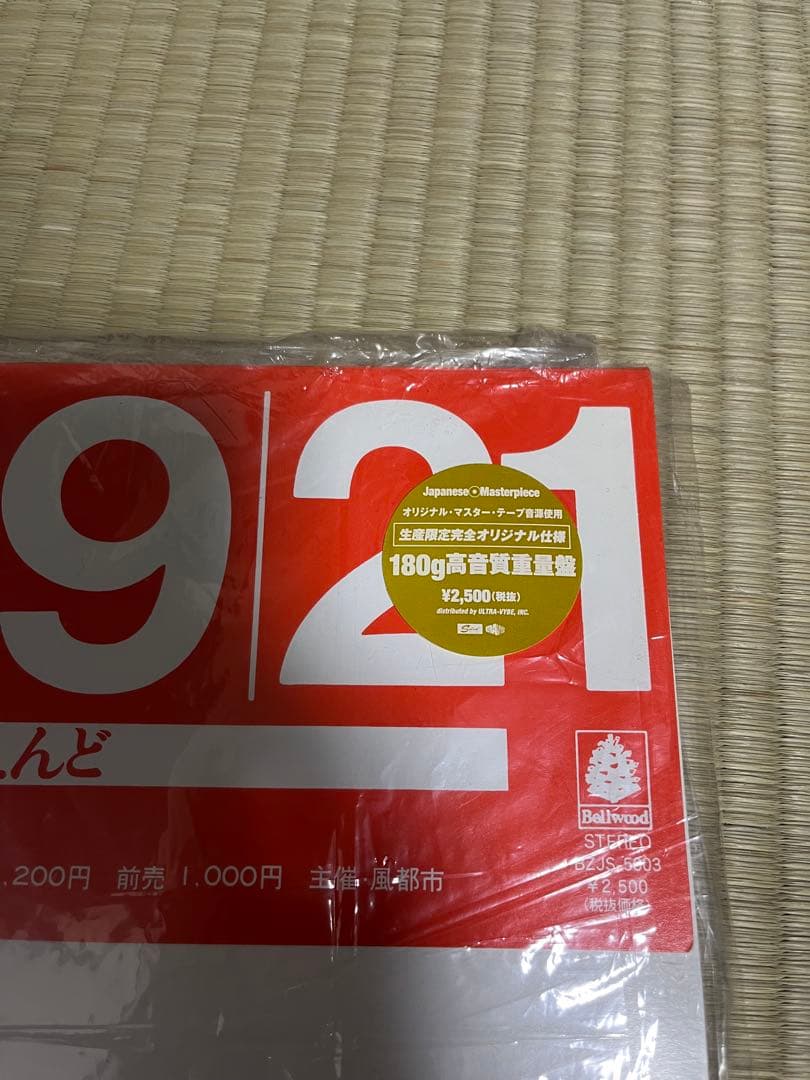 9|21
Japanese Masterpiece
オリジナル・マスター・テープ音源使用
生産限定完全オリジナル仕様
180g高音質重量盤
¥2,500(税抜)
distributed by ULTRA-VYBE, INC.
んど
Bellwood
STEREO
BZJS-5003
¥2,500
(税抜価格)
,200円 前売 1,000円 主催・風都市